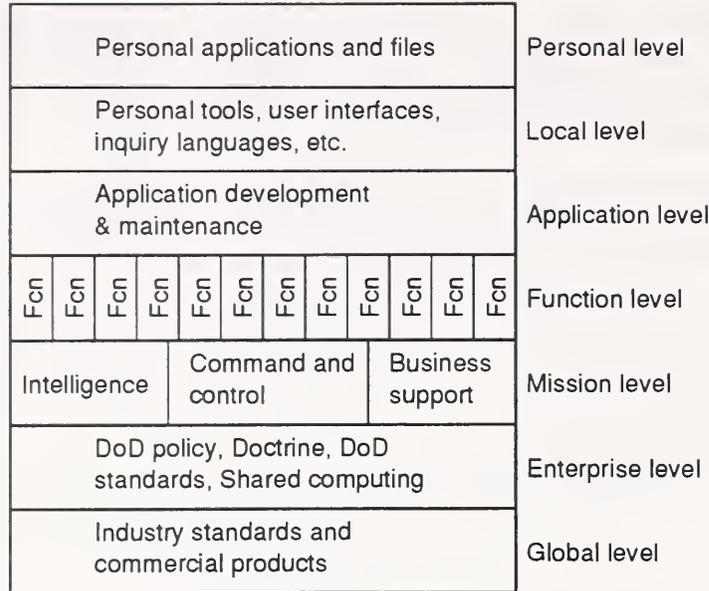 Personal applications and files
Personal level
Personal tools, user interfaces,
inquiry languages, etc.
Local level
Application development
& maintenance
Application level
Fcn Fcn Fcn Fcn Fcn Fcn Fcn Fcn Fcn Fcn Fcn Fcn
Function level
Intelligence
Command and
control
Business
support
Mission level
DoD policy, Doctrine, DoD
standards, Shared computing
Enterprise level
Industry standards and
commercial products
Global level